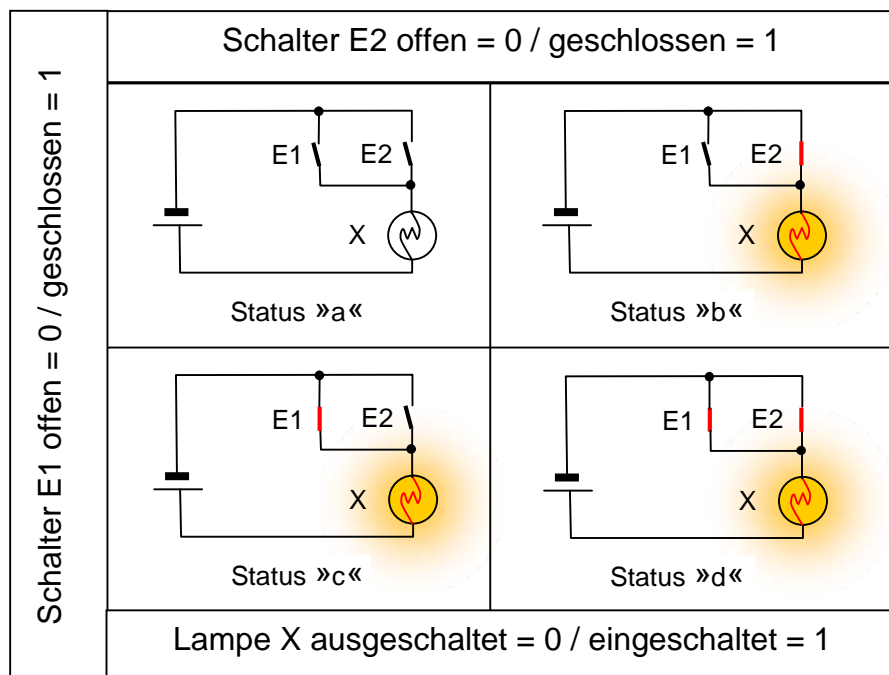 Schalter E2 offen = 0 / geschlossen = 1
Schalter E1 offen = 0 / geschlossen = 1
E1 E2
X
Status »a«
E1 E2
X
Status »b«
E1 E2
X
Status »c«
E1 E2
X
Status »d«
Lampe X ausgeschaltet = 0 / eingeschaltet = 1